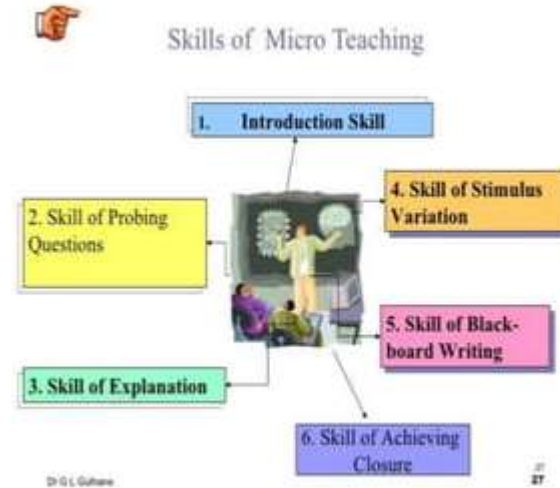 Skills of Micro Teaching
1. Introduction Skill
2. Skill of Probing
Questions
3. Skill of Explanation
4. Skill of Stimulus
Variation
5. Skill of Black-
board Writing
6. Skill of Achieving
Closure
Dr G L Gulhane
27
27